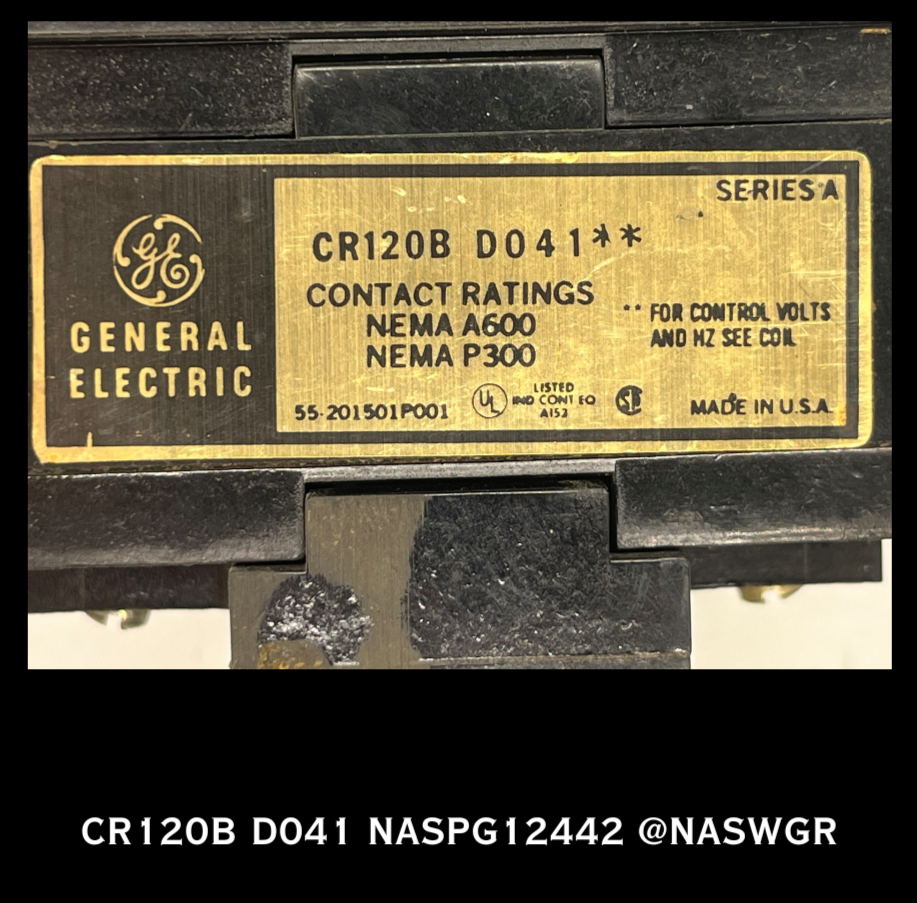 SERIES A
CR120B D041**
CONTACT RATINGS
NEMA A600
NEMA P300
** FOR CONTROL VOLTS
AND HZ SEE COIL
GE
GENERAL
ELECTRIC
55-201501P001
UL
LISTED
IND CONT EQ
A152
MADE IN U.S.A.
CR120B D041 NASPG12442 @NASWGR